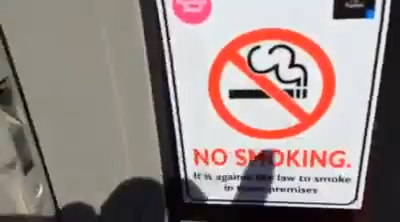 NO SMOKING.
It is against the law to smoke
in these premises